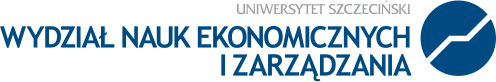 UNIWERSYTET SZCZECIŃSKI
WYDZIAŁ NAUK EKONOMICZNYCH
I ZARZĄDZANIA